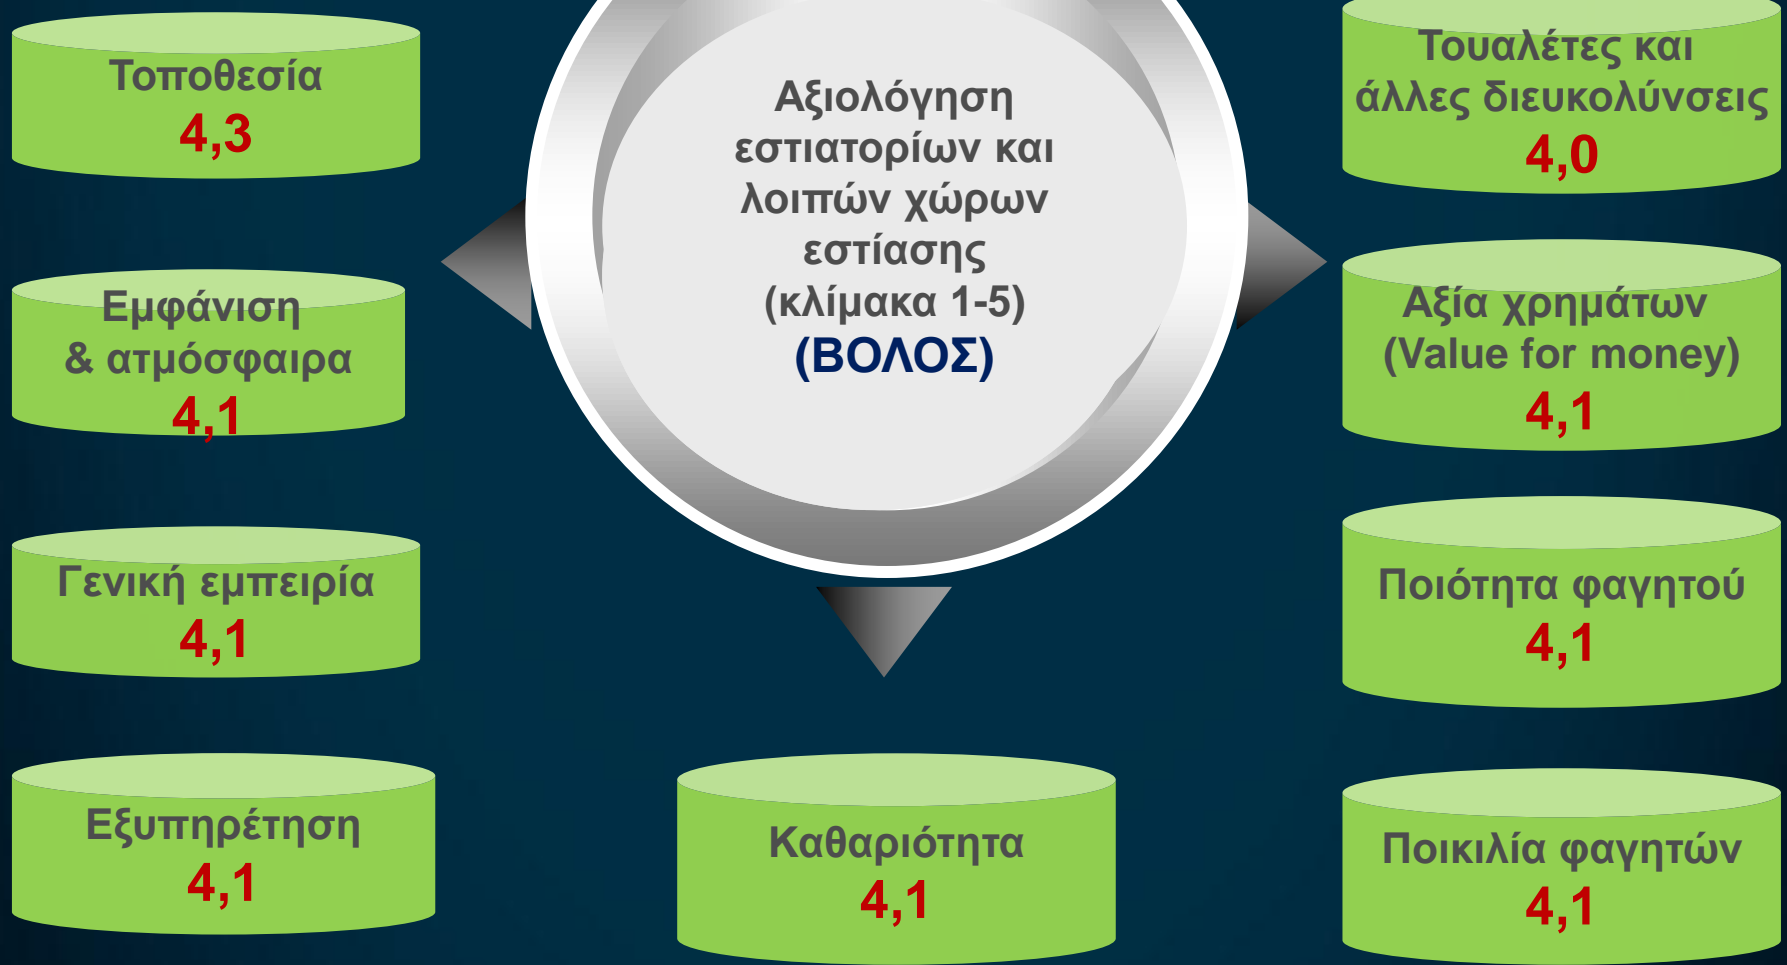 Τοποθεσία
4,3
Εμφάνιση
& ατμόσφαιρα
4,1
Γενική εμπειρία
4,1
Εξυπηρέτηση
4,1
Αξιολόγηση
εστιατορίων και
λοιπών χώρων
εστίασης
(κλίμακα 1-5)
(ΒΟΛΟΣ)
Καθαριότητα
4,1
Τουαλέτες και
άλλες διευκολύνσεις
4,0
Αξία χρημάτων
(Value for money)
4,1
Ποιότητα φαγητού
4,1
Ποικιλία φαγητών
4,1